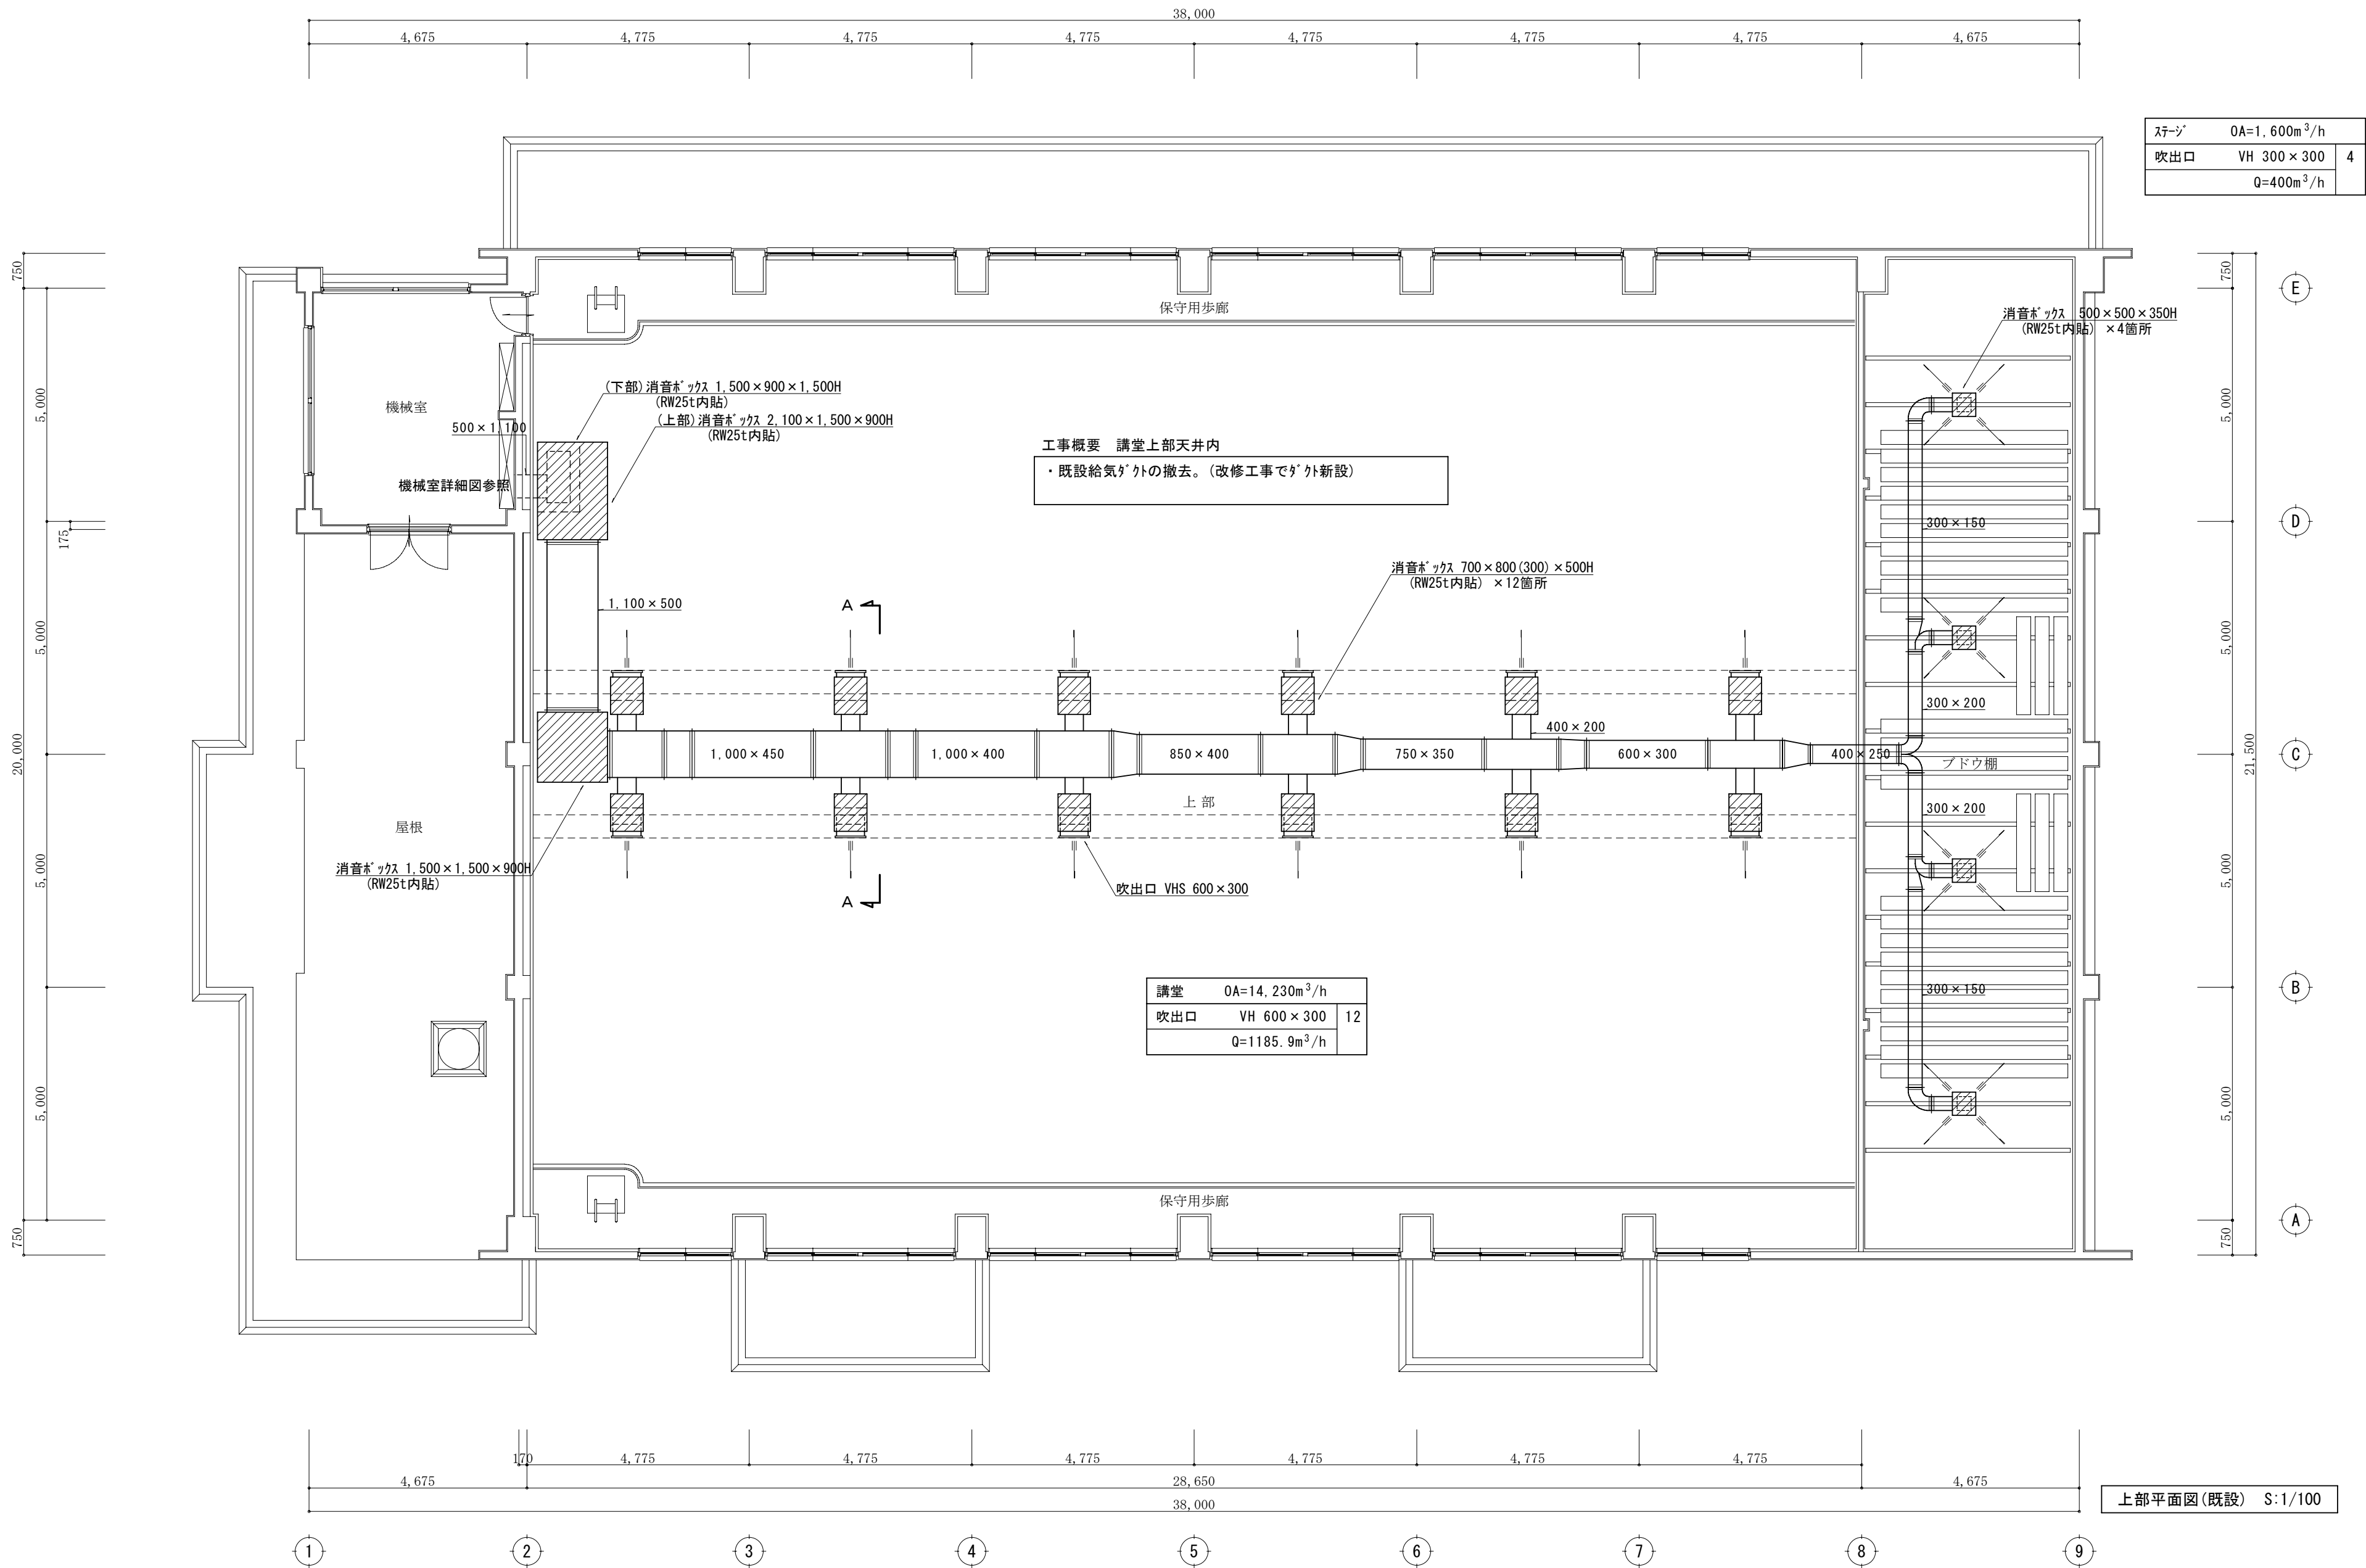 38,000
4,675 4,775 4,775 4,775 4,775 4,775 4,775 4,675
ｽﾃｰｼﾞ OA=1,600m³/h
吹出口 VH 300×300 4
Q=400m³/h
750
750
E
保守用歩廊
消音ﾎﾞｯｸｽ 500×500×350H
(RW25t内貼) ×4箇所
(下部)消音ﾎﾞｯｸｽ 1,500×900×1,500H
(RW25t内貼)
5,000
機械室
5,000
(上部)消音ﾎﾞｯｸｽ 2,100×1,500×900H
(RW25t内貼)
500×1,100
工事概要 講堂上部天井内
・既設給気ﾀﾞｸﾄの撤去。(改修工事でﾀﾞｸﾄ新設)
機械室詳細図参照
175
300×150
D
消音ﾎﾞｯｸｽ 700×800(300)×500H
(RW25t内貼) ×12箇所
1,100×500
A
5,000
5,000
300×200
400×200
20,000
1,000×450
1,000×400
850×400
750×350
600×300
400×250
ブドウ棚
21,500
C
上部
300×200
屋根
消音ﾎﾞｯｸｽ 1,500×1,500×900H
(RW25t内貼)
5,000
5,000
吹出口 VHS 600×300
A
講堂 OA=14,230m³/h
吹出口 VH 600×300 12
Q=1185.9m³/h
300×150
B
5,000
5,000
保守用歩廊
A
750
750
170 4,775 4,775 4,775 4,775 4,775 4,775
4,675 28,650 4,675
38,000
上部平面図(既設) S:1/100
1 2 3 4 5 6 7 8 9